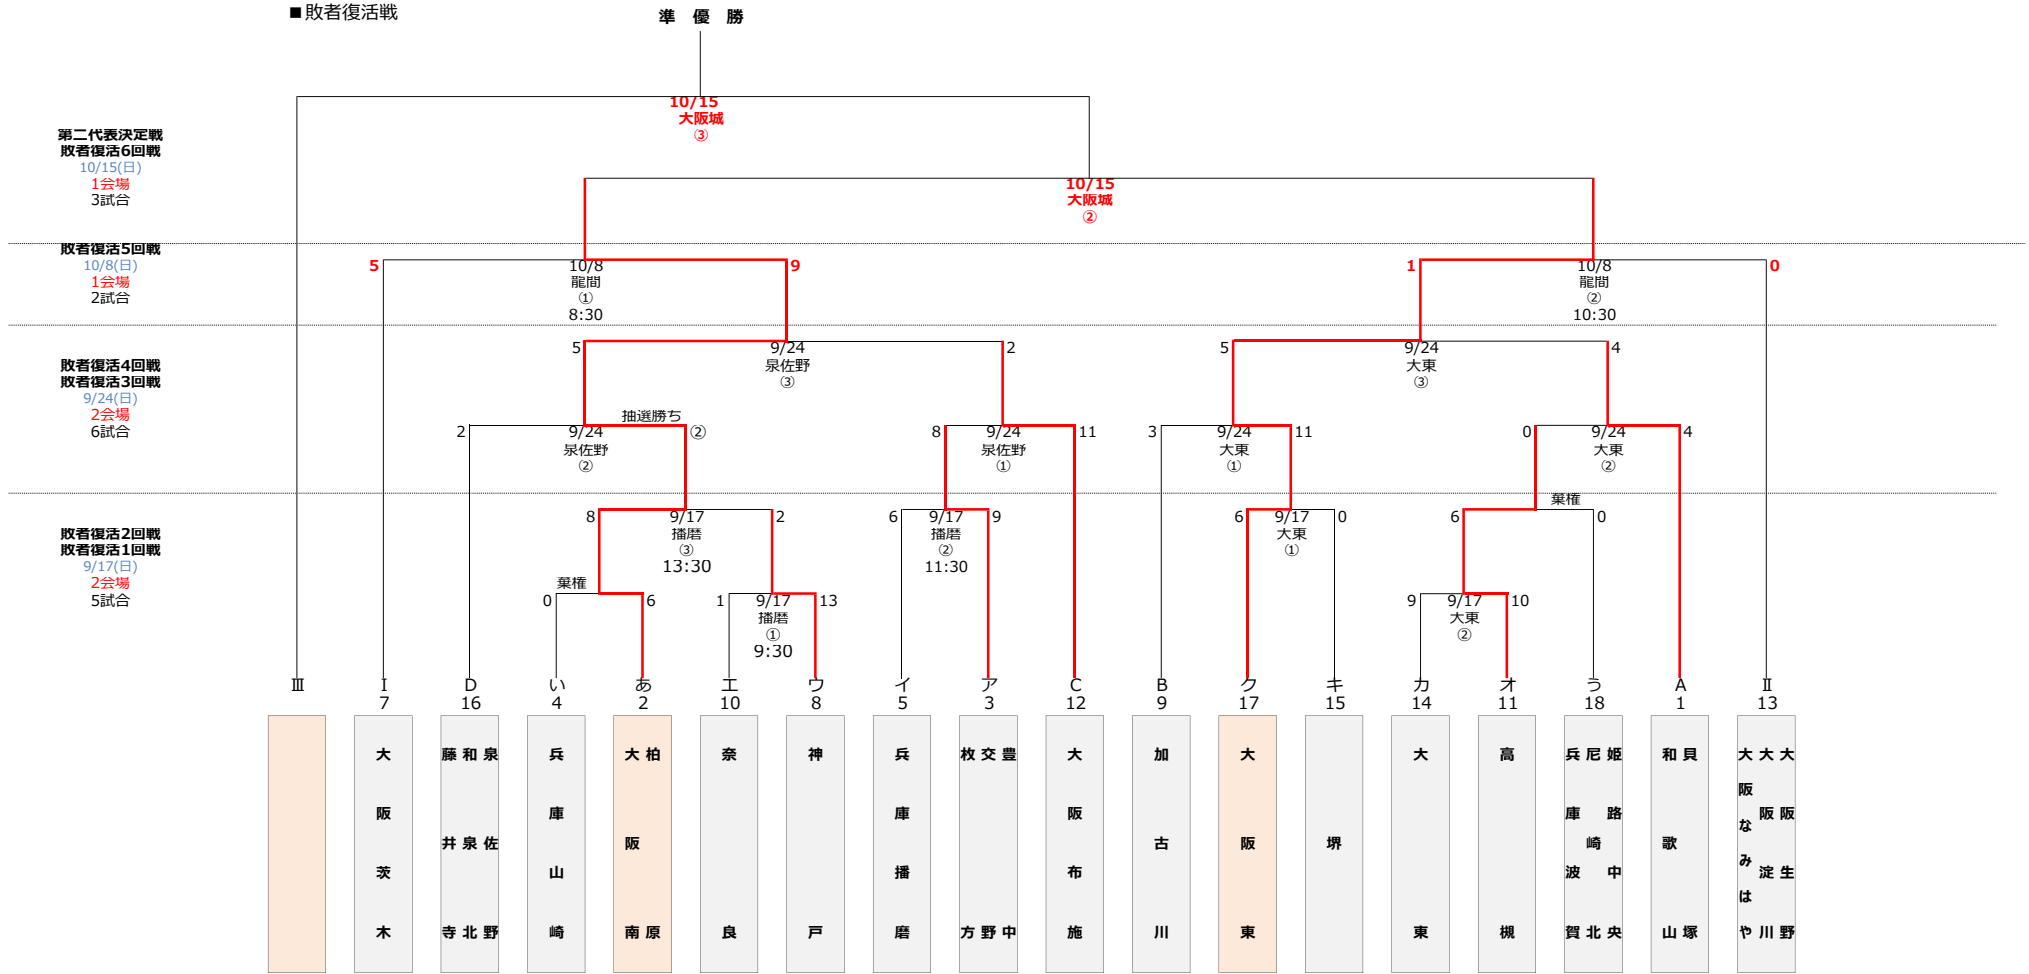 ■敗者復活戦
準 優 勝
10/15
大阪城
③
第二代表決定戦
敗者復活6回戦
10/15(日)
1会場
3試合
10/15
大阪城
②
敗者復活5回戦
10/8(日)
1会場
2試合
5
10/8
龍間
①
8:30
9
1
10/8
龍間
②
10:30
0
敗者復活4回戦
敗者復活3回戦
9/24(日)
2会場
6試合
5
9/24
泉佐野
③
2
5
9/24
大東
③
4
2
9/24
泉佐野
②
抽選勝ち
②
8
9/24
泉佐野
①
11
3
9/24
大東
①
11
0
9/24
大東
②
4
敗者復活2回戦
敗者復活1回戦
9/17(日)
2会場
5試合
8
9/17
播磨
③
13:30
2
6
9/17
播磨
②
11:30
9
6
9/17
大東
①
0
6
棄権
0
棄権
0
6
1
9/17
播磨
①
9:30
13
9
9/17
大東
②
10
Ⅲ Ⅰ D い あ エ ウ イ ア C B ク キ カ オ う A Ⅱ
7 16 4 2 10 8 5 3 12 9 17 15 14 11 18 1 13
大阪茨木
藤井寺
和泉北
泉佐野
兵庫山崎
大阪南
柏原
奈良
神戸
兵庫播磨
枚方
交野
豊中
大阪布施
加古川
大阪東
堺
大東
高槻
兵庫波賀
尼崎北
姫路中央
和歌山
貝塚
大阪なみはや
大阪淀川
大阪生野